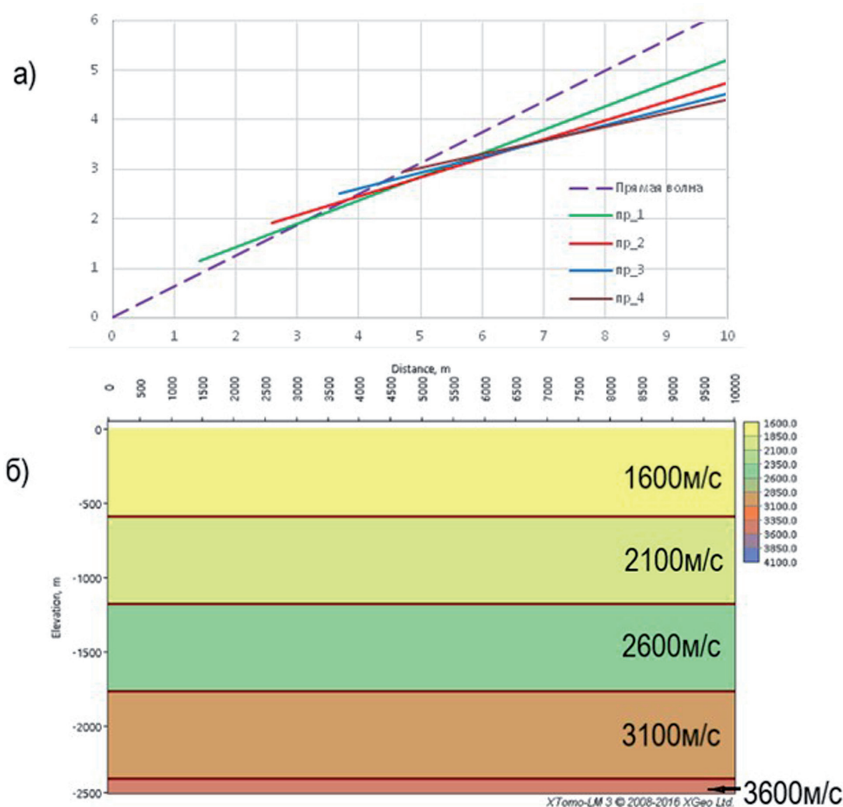 а)
6
5
4
3
2
1
0
Прямая волна
пр_1
пр_2
пр_3
пр_4
0 1 2 3 4 5 6 7 8 9 10
Distance, m
0 500 1000 1500 2000 2500 3000 3500 4000 4500 5000 5500 6000 6500 7000 7500 8000 8500 9000 9500 10000
б)
Elevation, m
0
-500
-1000
-1500
-2000
-2500
1600м/с
2100м/с
2600м/с
3100м/с
3600м/с
1600.0
1850.0
2100.0
2350.0
2600.0
2850.0
3100.0
3350.0
3600.0
3850.0
4100.0
XTomo-LM 3 © 2008-2016 XGeo Ltd.